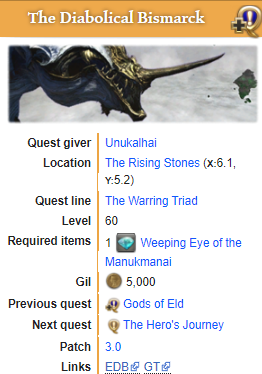 The Diabolical Bismarck
Quest giver Unukalhai
Location The Rising Stones (x:6.1,
Y:5.2)
Quest line The Warring Triad
Level 60
Required items 1 Weeping Eye of the
Manukmanai
Gil 5,000
Previous quest Gods of Eld
Next quest The Hero's Journey
Patch 3.0
Links EDB GT